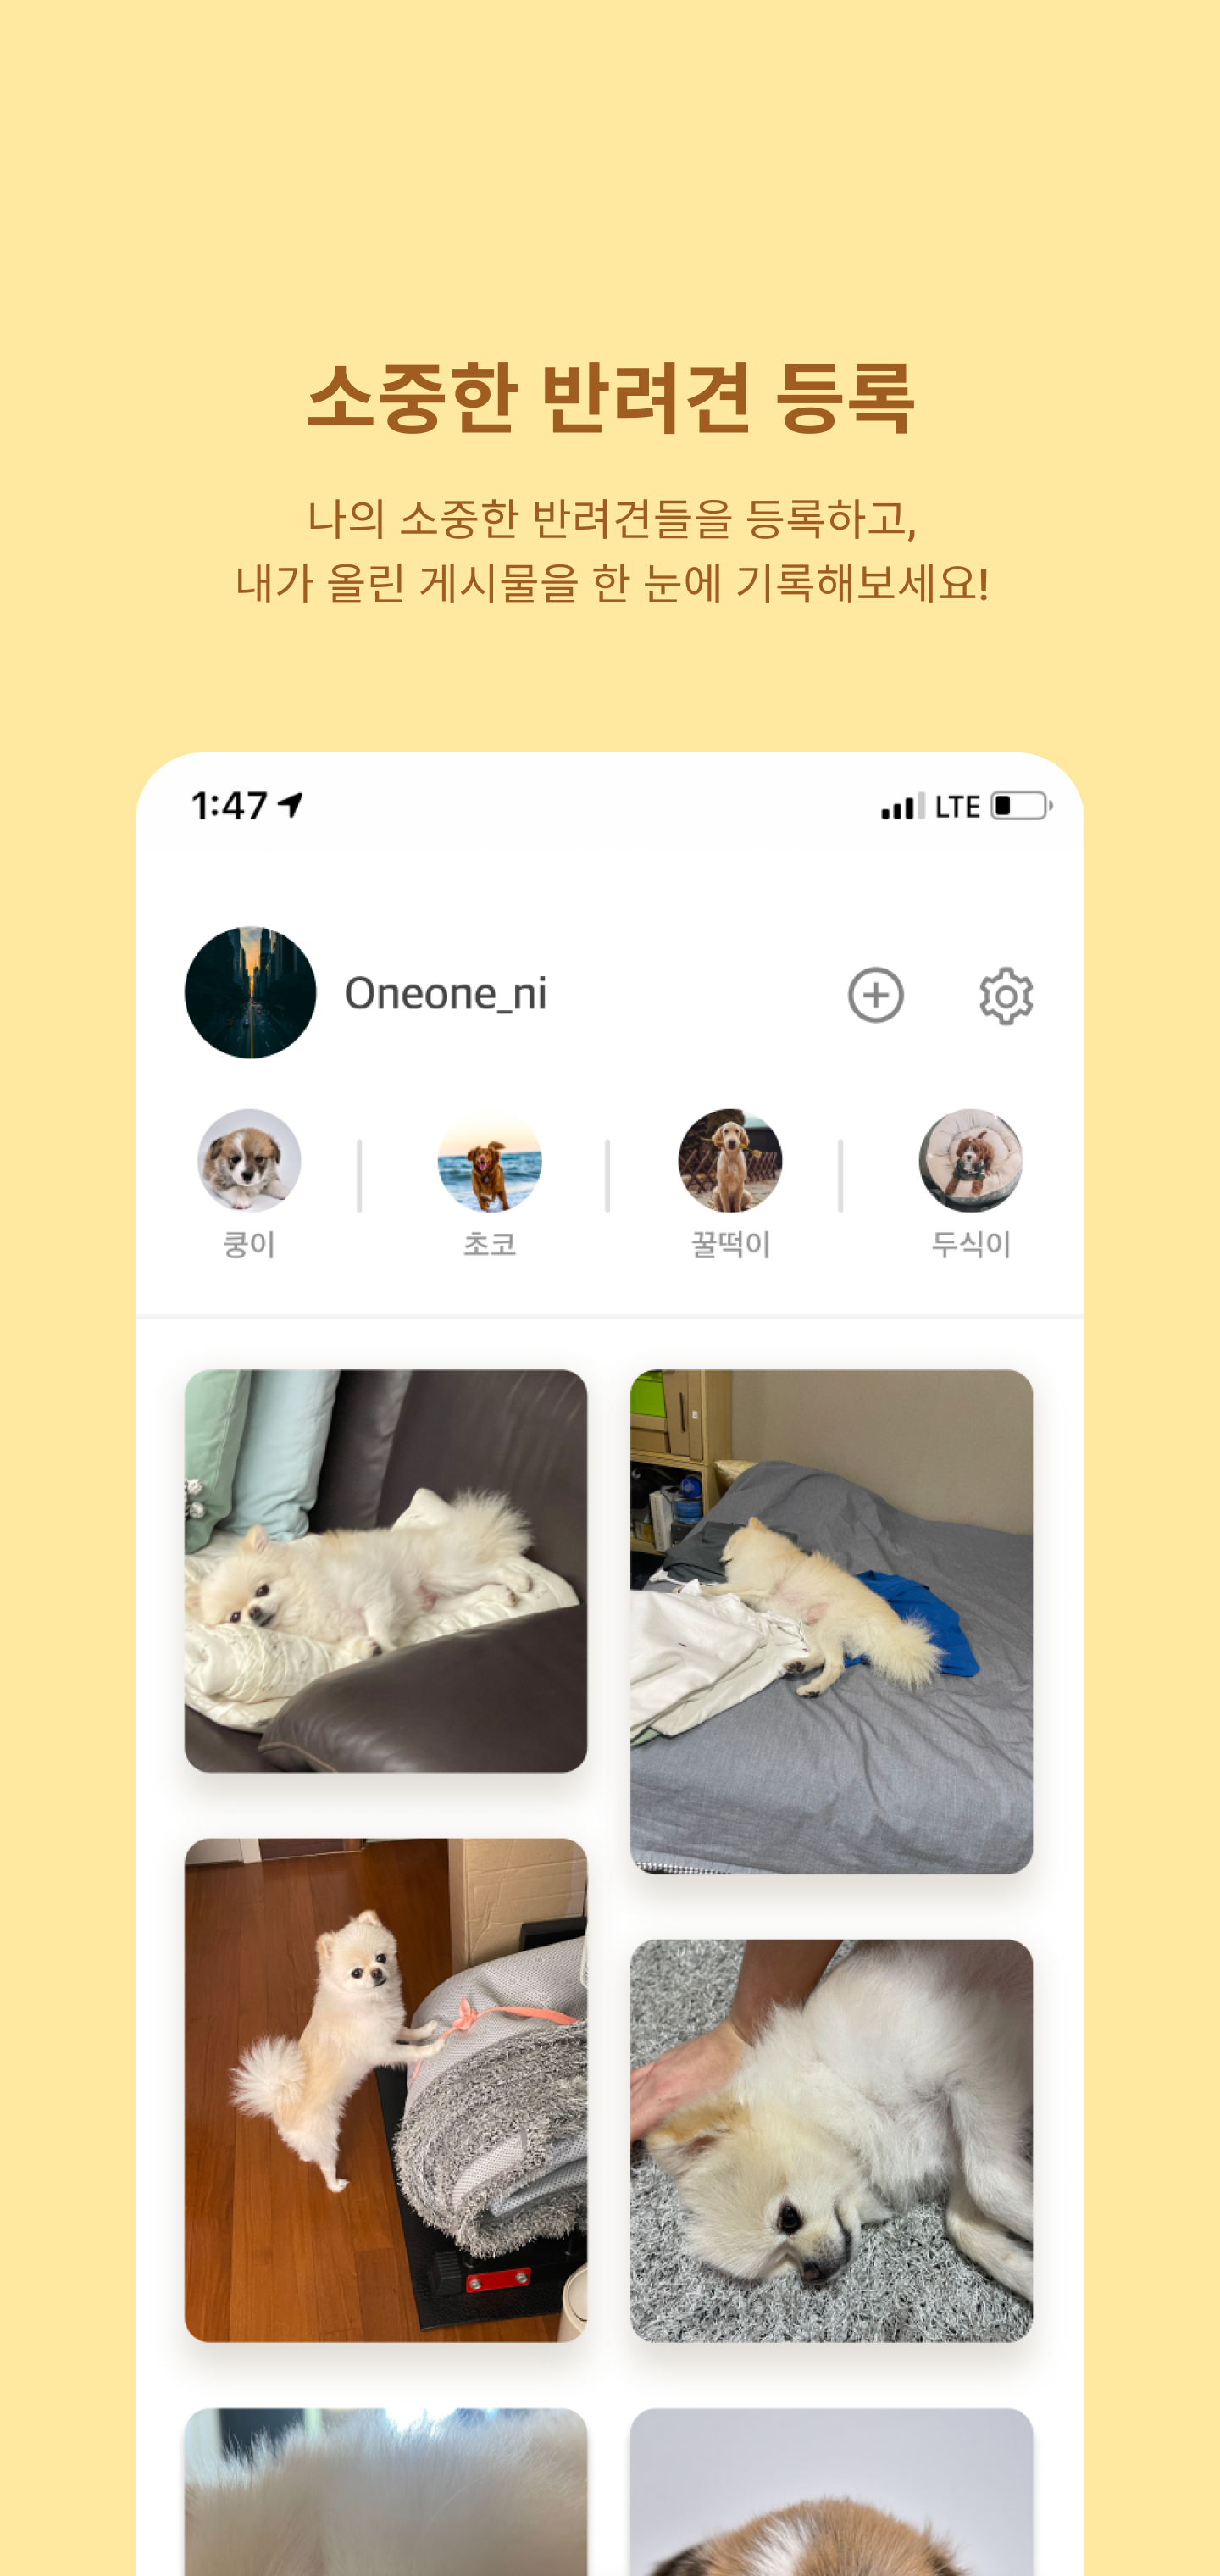 소중한 반려견 등록
나의 소중한 반려견들을 등록하고,
내가 올린 게시물을 한 눈에 기록해보세요!
1:47 LTE
Oneone_ni
쿵이 초코 꿀떡이 두식이